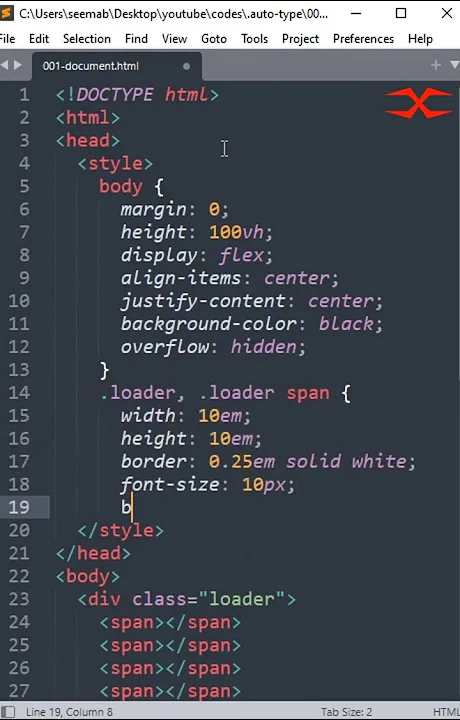 C:\Users\seemab\Desktop\youtube\codes\.auto-type\00...
File Edit Selection Find View Goto Tools Project Preferences Help
001-document.html
1 <!DOCTYPE html>
2 <html>
3 <head>
4 <style>
5 body {
6 margin: 0;
7 height: 100vh;
8 display: flex;
9 align-items: center;
10 justify-content: center;
11 background-color: black;
12 overflow: hidden;
13 }
14 .loader, .loader span {
15 width: 10em;
16 height: 10em;
17 border: 0.25em solid white;
18 font-size: 10px;
19 b
20 </style>
21 </head>
22 <body>
23 <div class="loader">
24 <span></span>
25 <span></span>
26 <span></span>
27 <span></span>
Line 19, Column 8 Tab Size: 2 HTML